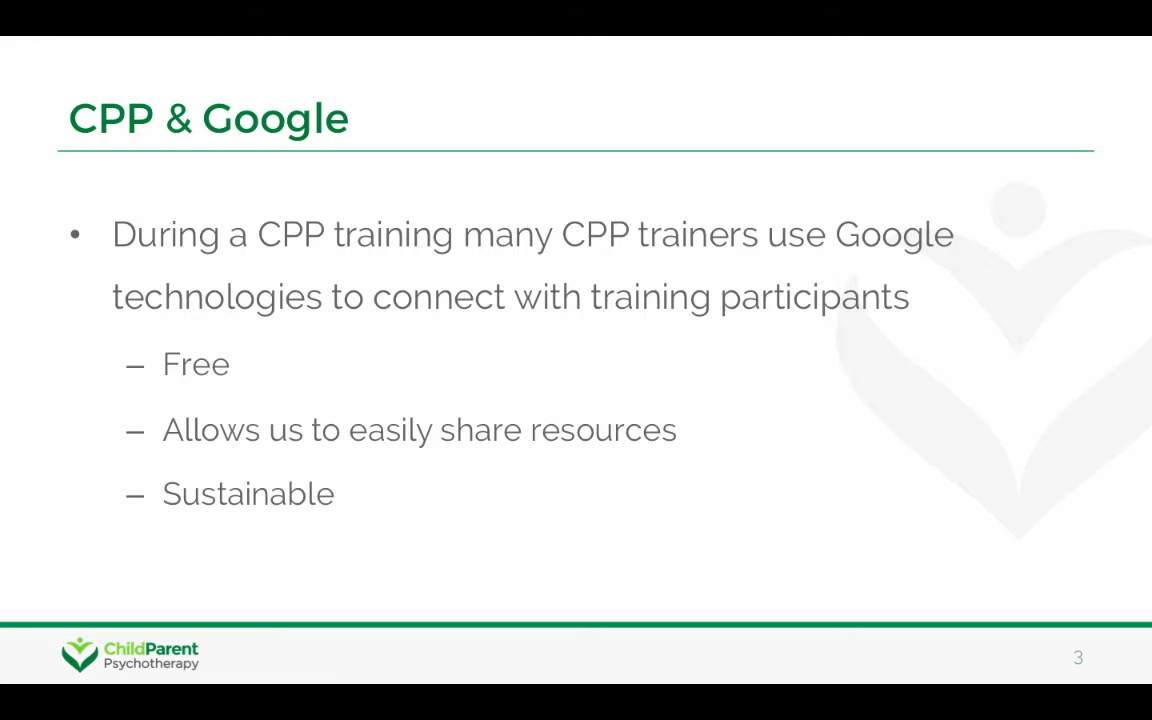 CPP & Google
• During a CPP training many CPP trainers use Google
technologies to connect with training participants
– Free
– Allows us to easily share resources
– Sustainable
ChildParent
Psychotherapy
3